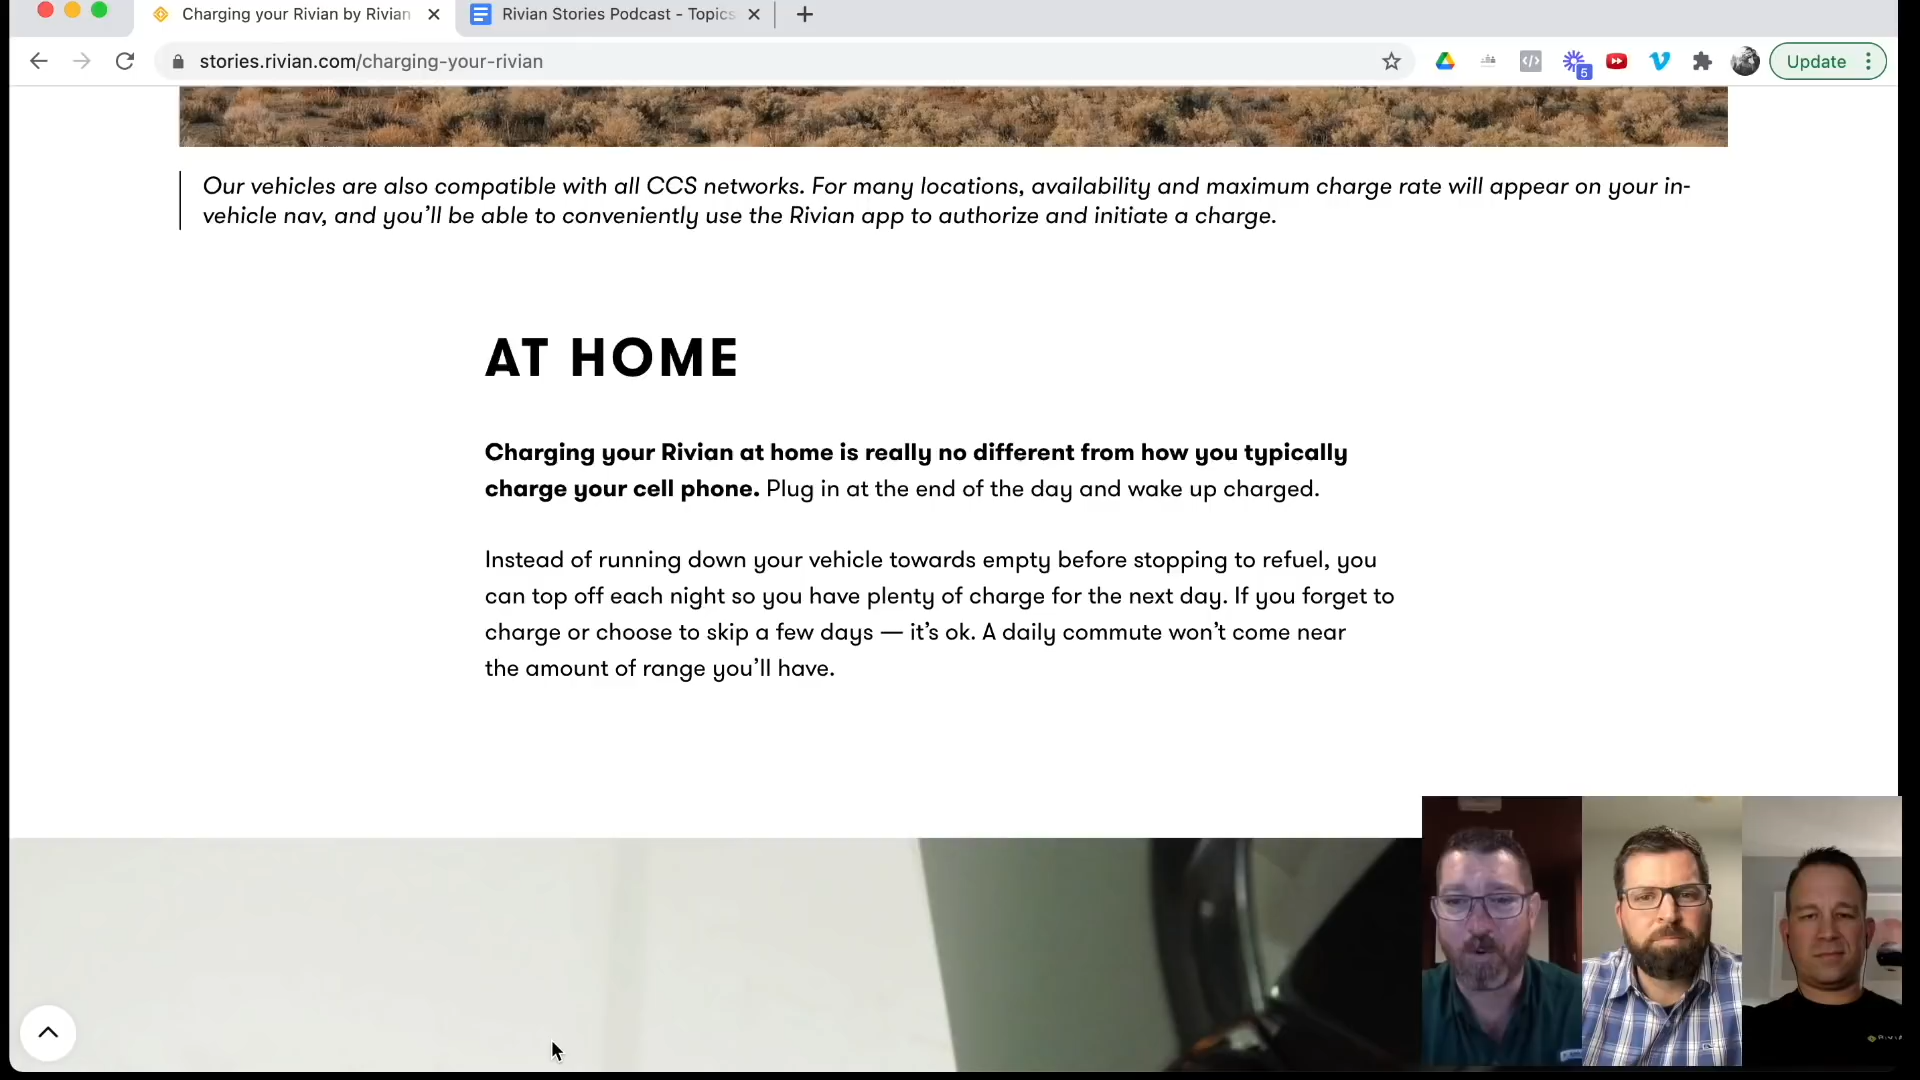 Charging your Rivian by Rivian
Rivian Stories Podcast - Topics
stories.rivian.com/charging-your-rivian
5
Update
Our vehicles are also compatible with all CCS networks. For many locations, availability and maximum charge rate will appear on your in-
vehicle nav, and you’ll be able to conveniently use the Rivian app to authorize and initiate a charge.
AT HOME
Charging your Rivian at home is really no different from how you typically
charge your cell phone. Plug in at the end of the day and wake up charged.
Instead of running down your vehicle towards empty before stopping to refuel, you
can top off each night so you have plenty of charge for the next day. If you forget to
charge or choose to skip a few days — it’s ok. A daily commute won’t come near
the amount of range you’ll have.